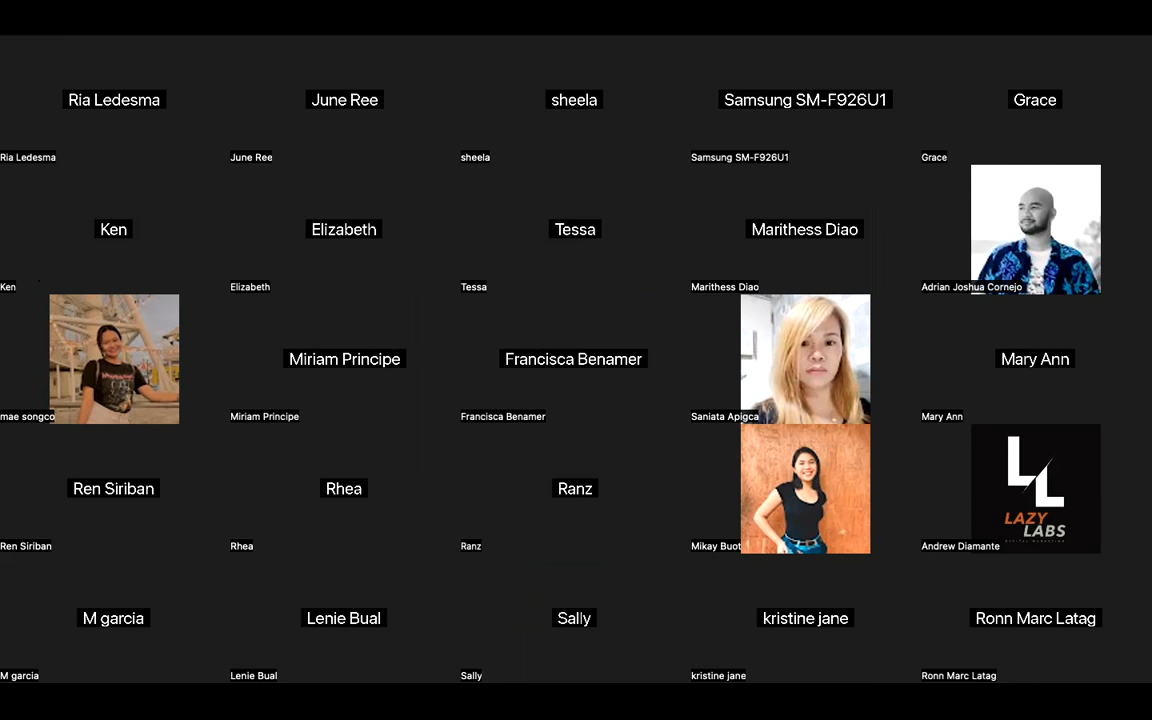 Ria Ledesma
June Ree
sheela
Samsung SM-F926U1
Grace
Ria Ledesma
June Ree
sheela
Samsung SM-F926U1
Grace
Ken
Elizabeth
Tessa
Marithess Diao
Ken
Elizabeth
Tessa
Marithess Diao
Adrian Joshua Cornejo
Miriam Principe
Francisca Benamer
Mary Ann
mae songco
Miriam Principe
Francisca Benamer
Saniata Apigca
Mary Ann
Ren Siriban
Rhea
Ranz
LL
LAZY
LABS
Ren Siriban
Rhea
Ranz
Mikay Buot
Andrew Diamante
M garcia
Lenie Bual
Sally
kristine jane
Ronn Marc Latag
M garcia
Lenie Bual
Sally
kristine jane
Ronn Marc Latag